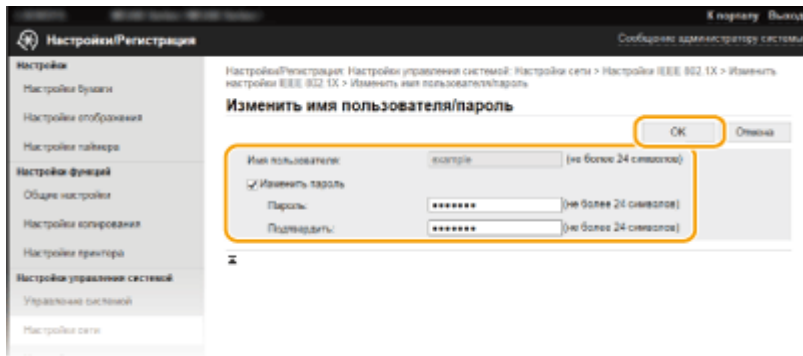 К порталу Выход
Настройки/Регистрация
Сообщение администратору системы
Настройки
Настройки бумаги
Настройки отображения
Настройки таймера
Настройки функций
Общие настройки
Настройки копирования
Настройки принтера
Настройки управления системой
Управление системой
Настройки сети
Настройки/Регистрация: Настройки управления системой: Настройки сети > Настройки IEEE 802.1X > Изменить
настройки IEEE 802.1X > Изменить имя пользователя/пароль
Изменить имя пользователя/пароль
OK Отмена
Имя пользователя: example (не более 24 символов)
Изменить пароль
Пароль: ••••••• (не более 24 символов)
Подтвердить: ••••••• (не более 24 символов)